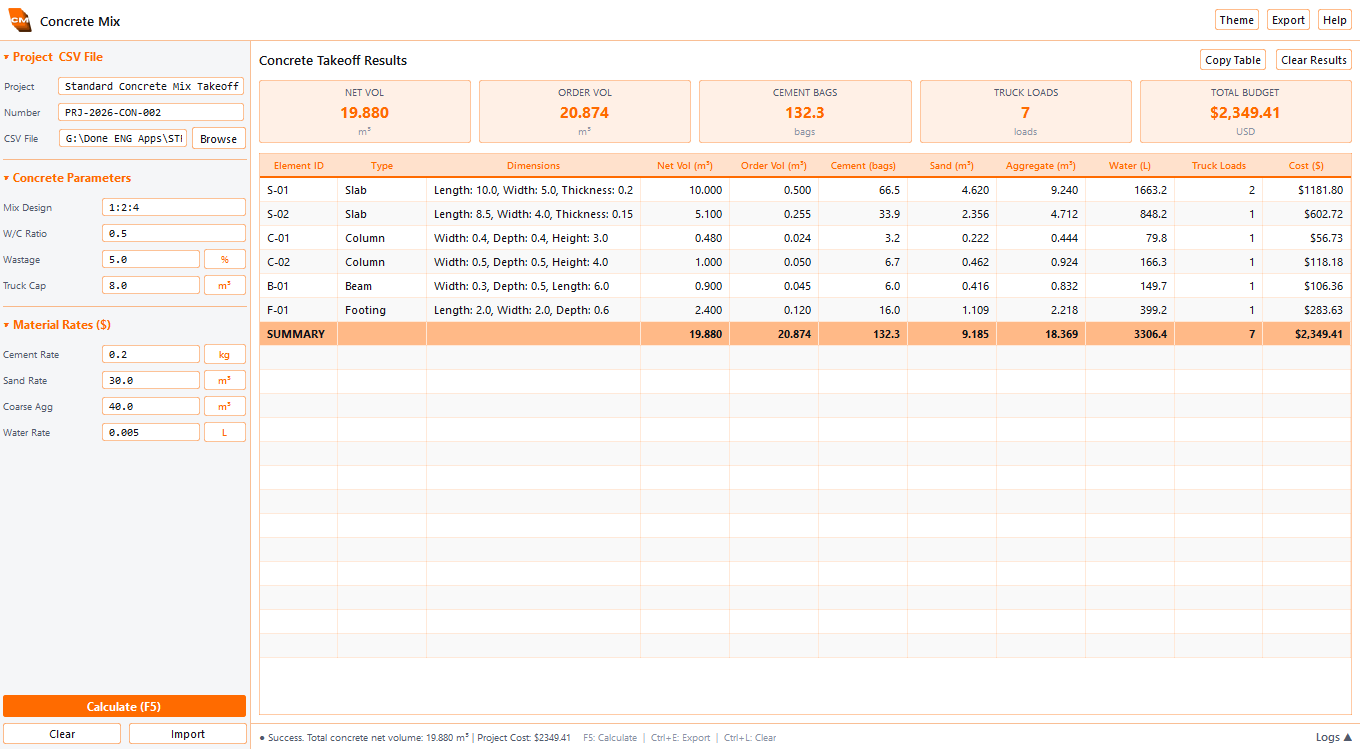 CM Concrete Mix Theme Export Help
▾ Project CSV File
Project Standard Concrete Mix Takeoff
Number PRJ-2026-CON-002
CSV File G:\Done ENG Apps\STI Browse
▾ Concrete Parameters
Mix Design 1:2:4
W/C Ratio 0.5
Wastage 5.0 %
Truck Cap 8.0 m³
▾ Material Rates ($)
Cement Rate 0.2 kg
Sand Rate 30.0 m³
Coarse Agg 40.0 m³
Water Rate 0.005 L
Calculate (F5)
Clear Import
Concrete Takeoff Results Copy Table Clear Results
NET VOL ORDER VOL CEMENT BAGS TRUCK LOADS TOTAL BUDGET
19.880 20.874 132.3 7 $2,349.41
m³ m³ bags loads USD
Element ID Type Dimensions Net Vol (m³) Order Vol (m³) Cement (bags) Sand (m³) Aggregate (m³) Water (L) Truck Loads Cost ($)
S-01 Slab Length: 10.0, Width: 5.0, Thickness: 0.2 10.000 0.500 66.5 4.620 9.240 1663.2 2 $1181.80
S-02 Slab Length: 8.5, Width: 4.0, Thickness: 0.15 5.100 0.255 33.9 2.356 4.712 848.2 1 $602.72
C-01 Column Width: 0.4, Depth: 0.4, Height: 3.0 0.480 0.024 3.2 0.222 0.444 79.8 1 $56.73
C-02 Column Width: 0.5, Depth: 0.5, Height: 4.0 1.000 0.050 6.7 0.462 0.924 166.3 1 $118.18
B-01 Beam Width: 0.3, Depth: 0.5, Length: 6.0 0.900 0.045 6.0 0.416 0.832 149.7 1 $106.36
F-01 Footing Length: 2.0, Width: 2.0, Depth: 0.6 2.400 0.120 16.0 1.109 2.218 399.2 1 $283.63
SUMMARY 19.880 20.874 132.3 9.185 18.369 3306.4 7 $2,349.41
● Success. Total concrete net volume: 19.880 m³ | Project Cost: $2349.41 F5: Calculate | Ctrl+E: Export | Ctrl+L: Clear Logs ▲